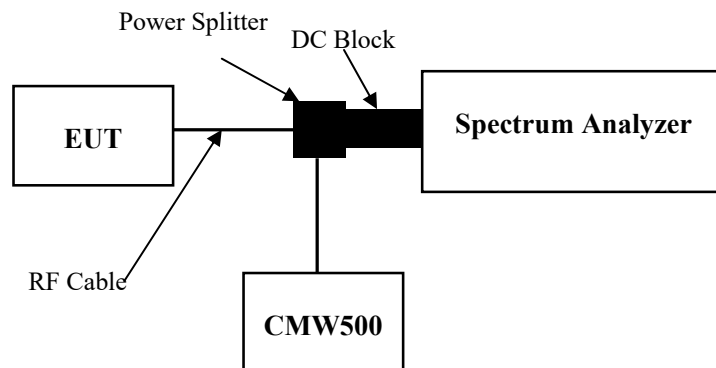 Power Splitter
DC Block
EUT
Spectrum Analyzer
RF Cable
CMW500